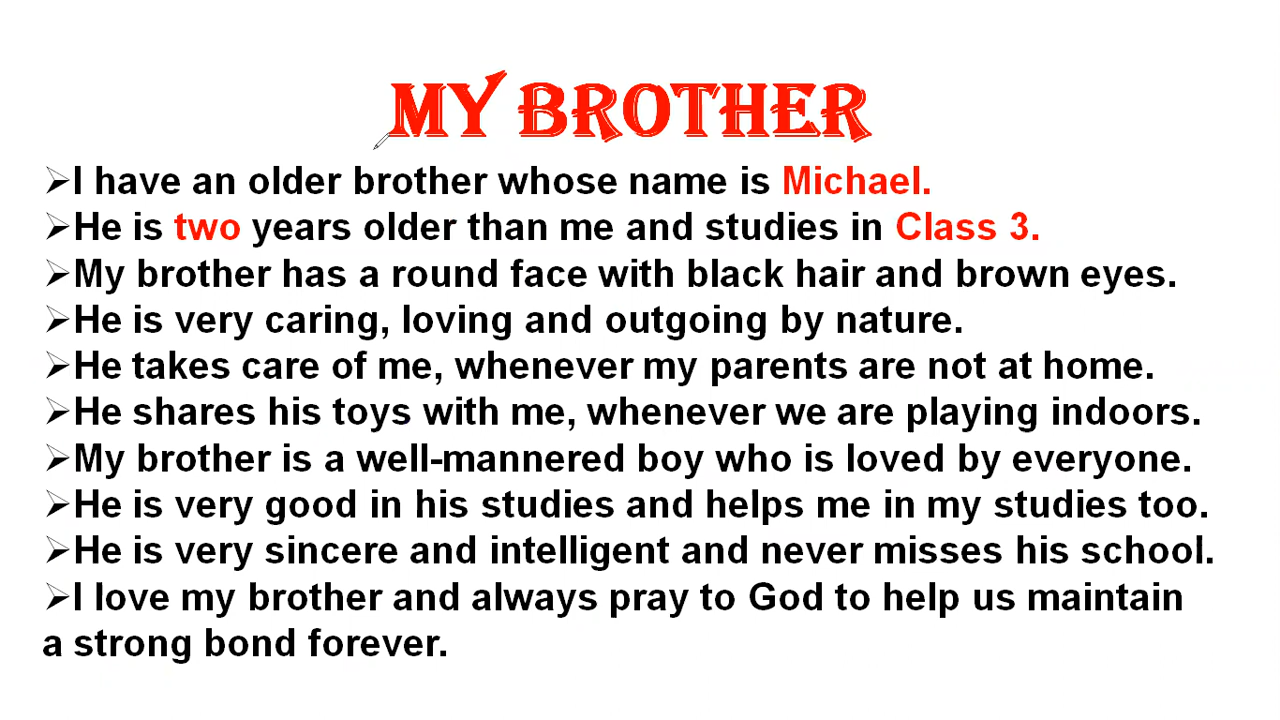 MY BROTHER
➢I have an older brother whose name is Michael.
➢He is two years older than me and studies in Class 3.
➢My brother has a round face with black hair and brown eyes.
➢He is very caring, loving and outgoing by nature.
➢He takes care of me, whenever my parents are not at home.
➢He shares his toys with me, whenever we are playing indoors.
➢My brother is a well-mannered boy who is loved by everyone.
➢He is very good in his studies and helps me in my studies too.
➢He is very sincere and intelligent and never misses his school.
➢I love my brother and always pray to God to help us maintain
a strong bond forever.